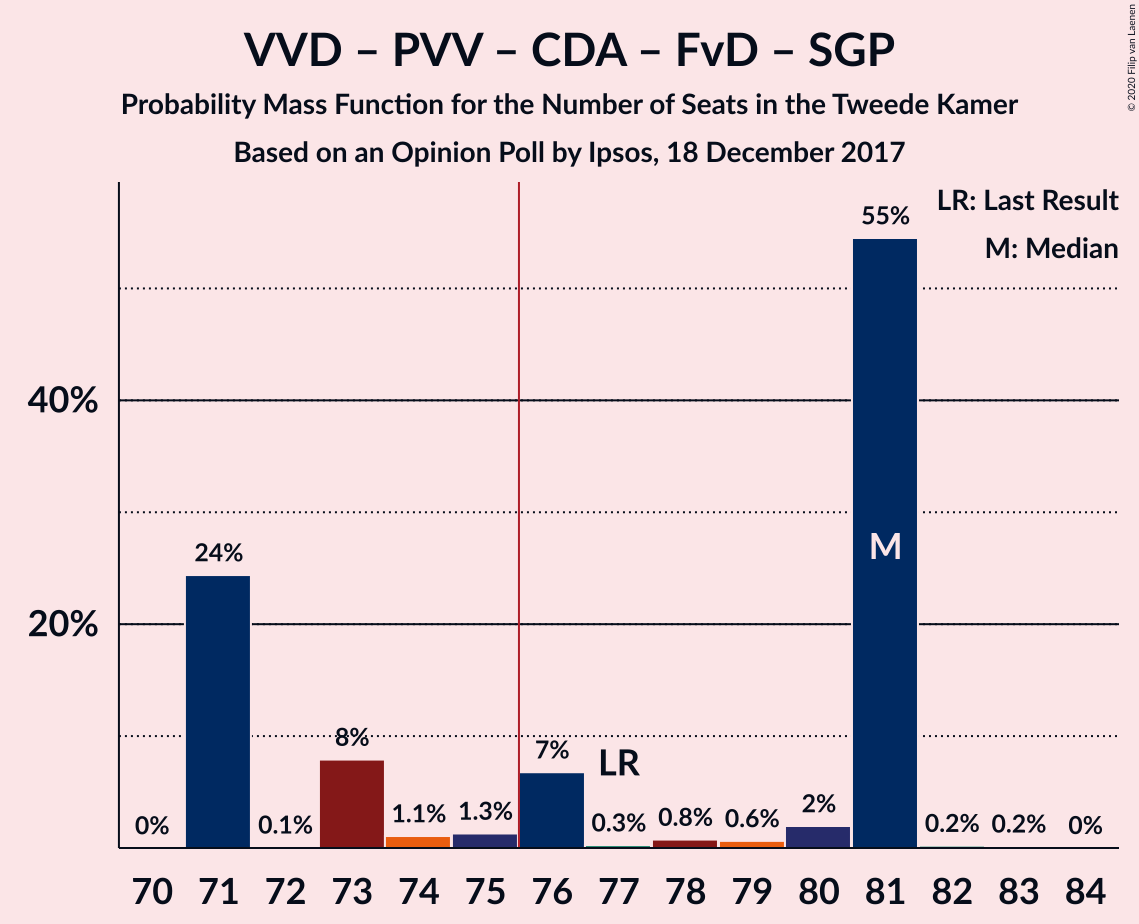 VVD – PVV – CDA – FvD – SGP
Probability Mass Function for the Number of Seats in the Tweede Kamer
Based on an Opinion Poll by Ipsos, 18 December 2017
© 2020 Filip van Laenen
LR: Last Result
M: Median
55%
40%
M
24%
20%
8%
7%
LR
0%
0.1%
1.1%
1.3%
0.3%
0.8%
0.6%
2%
0.2%
0.2%
0%
70 71 72 73 74 75 76 77 78 79 80 81 82 83 84